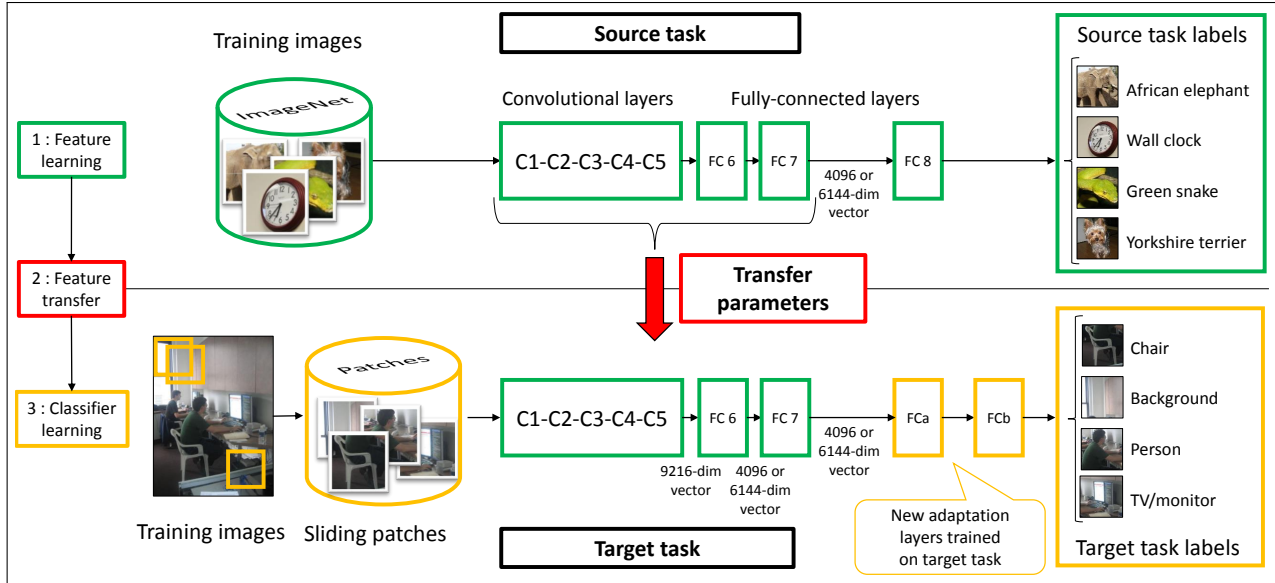 Source task
Training images
Source task labels
ImageNet
Convolutional layers
Fully-connected layers
African elephant
1 : Feature
learning
C1-C2-C3-C4-C5
FC 6
FC 7
FC 8
Wall clock
4096 or
6144-dim
vector
Green snake
Yorkshire terrier
2 : Feature
transfer
Transfer
parameters
Patches
Chair
3 : Classifier
learning
C1-C2-C3-C4-C5
FC 6
FC 7
4096 or
6144-dim
vector
FCa
FCb
Background
Person
9216-dim
vector
4096 or
6144-dim
vector
TV/monitor
New adaptation
layers trained
on target task
Training images
Sliding patches
Target task
Target task labels